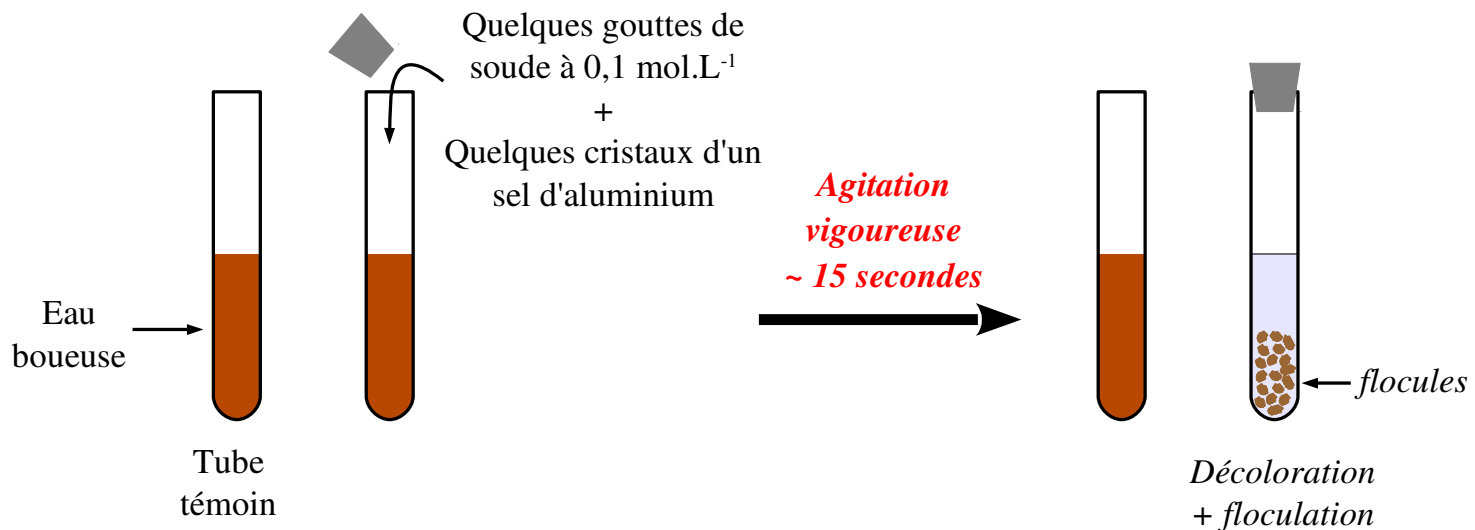 Quelques gouttes de
soude à 0,1 mol.L⁻¹
+
Quelques cristaux d'un
sel d'aluminium
Agitation
vigoureuse
~ 15 secondes
Eau
boueuse
flocules
Tube
témoin
Décoloration
+ floculation